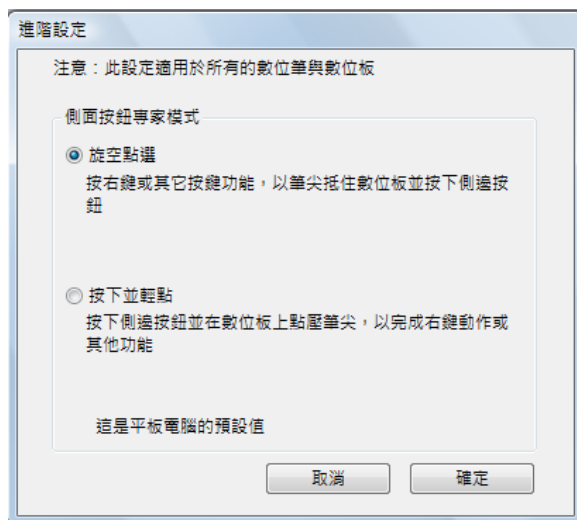 進階設定
注意：此設定適用於所有的數位筆與數位板
側面按鈕專家模式
旋空點選
按右鍵或其它按鍵功能，以筆尖抵住數位板並按下側邊按
鈕
按下並輕點
按下側邊按鈕並在數位板上點壓筆尖，以完成右鍵動作或
其他功能
這是平板電腦的預設值
取消
確定